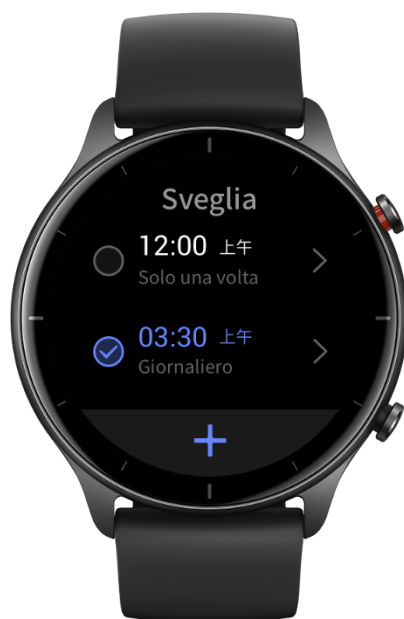 Sveglia
12:00 上午
Solo una volta
03:30 上午
Giornaliero
+